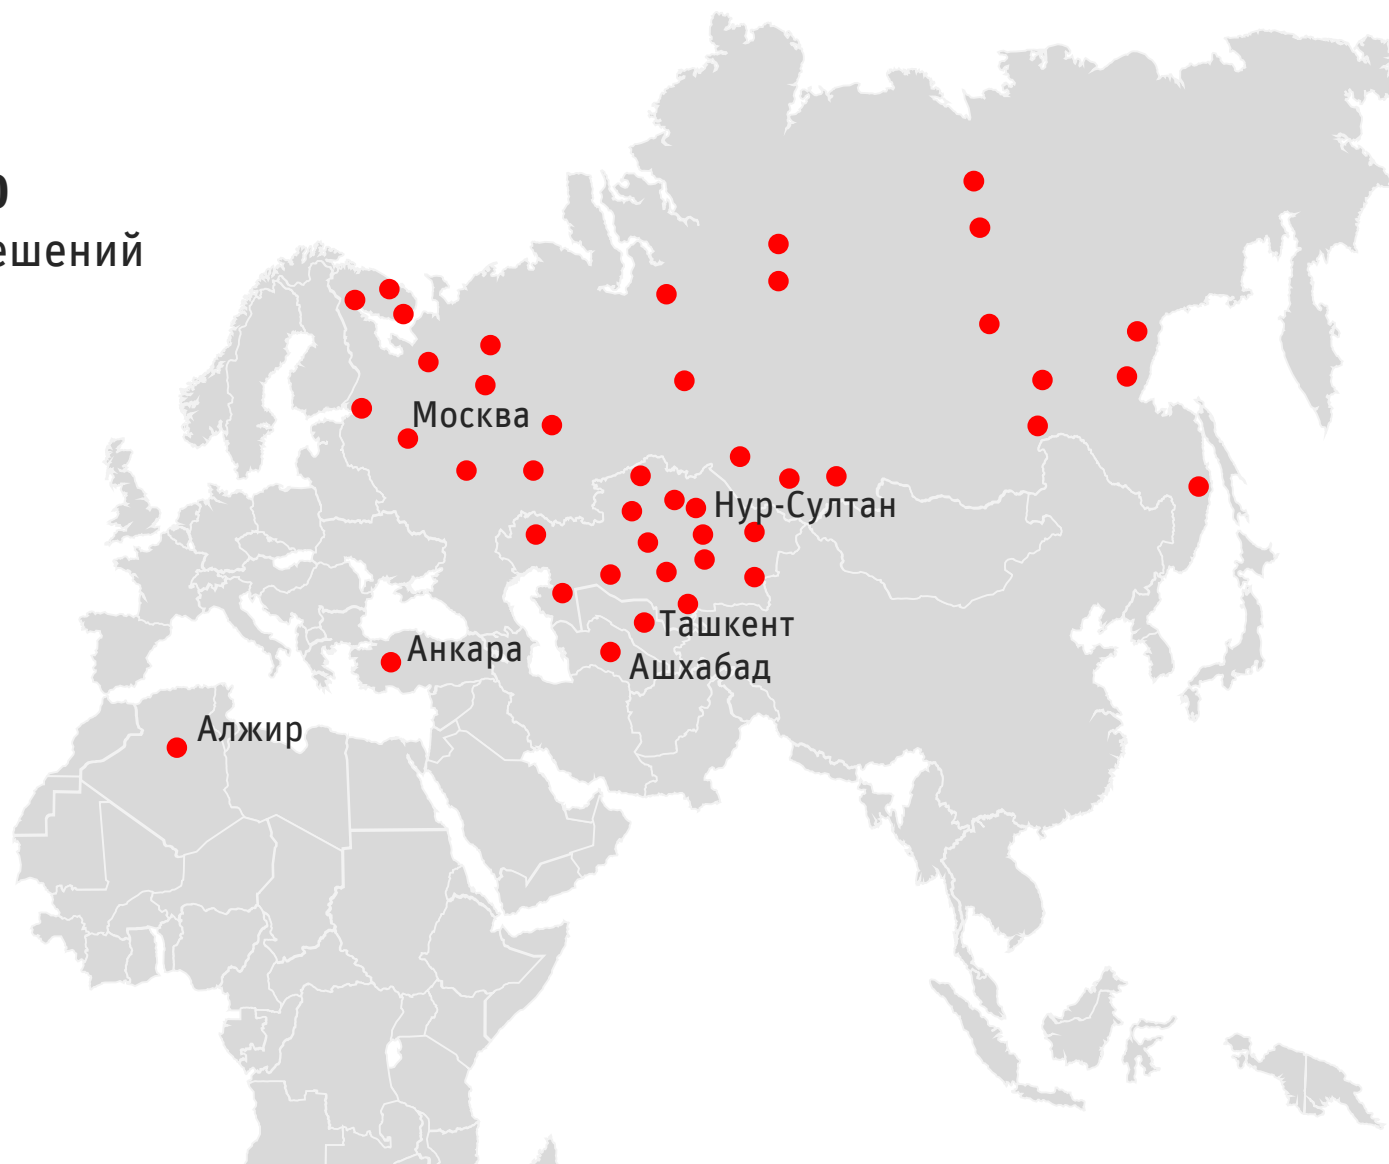 ешений
Москва
Нур-Султан
Ташкент
Анкара
Ашхабад
Алжир